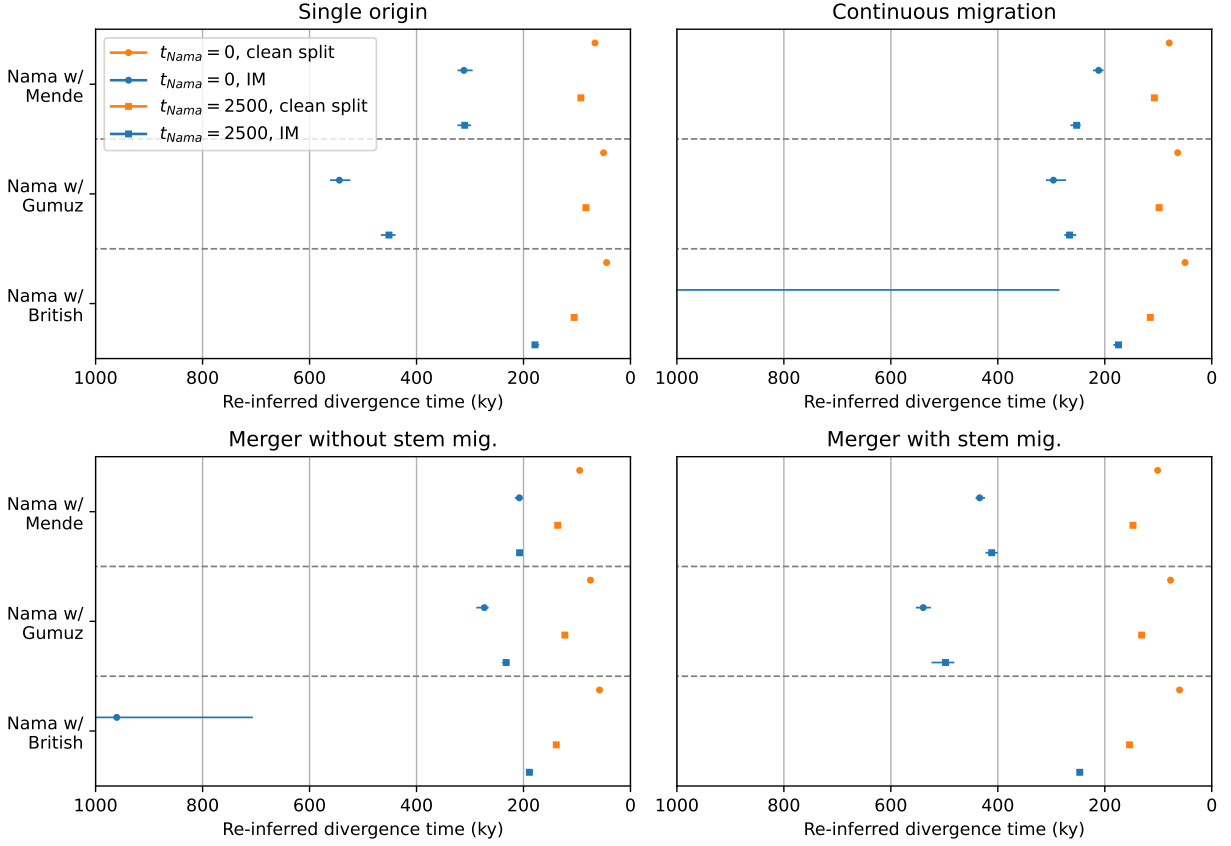 Single origin
t_Nama = 0, clean split
t_Nama = 0, IM
t_Nama = 2500, clean split
t_Nama = 2500, IM
Nama w/
Mende
Nama w/
Gumuz
Nama w/
British
1000 800 600 400 200 0
Re-inferred divergence time (ky)
Continuous migration
1000 800 600 400 200 0
Re-inferred divergence time (ky)
Merger without stem mig.
Nama w/
Mende
Nama w/
Gumuz
Nama w/
British
1000 800 600 400 200 0
Re-inferred divergence time (ky)
Merger with stem mig.
1000 800 600 400 200 0
Re-inferred divergence time (ky)